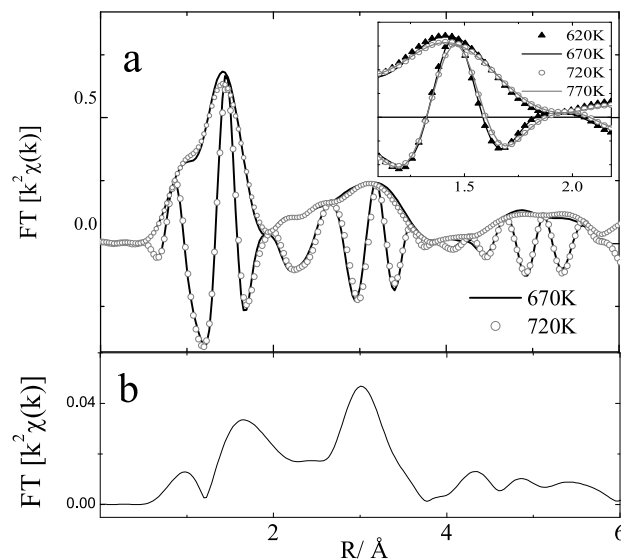 a
620K
670K
720K
770K
1.5
2.0
FT [k²χ(k)]
0.5
0.0
670K
720K
b
FT [k²χ(k)]
0.04
0.00
2
4
6
R/ Å